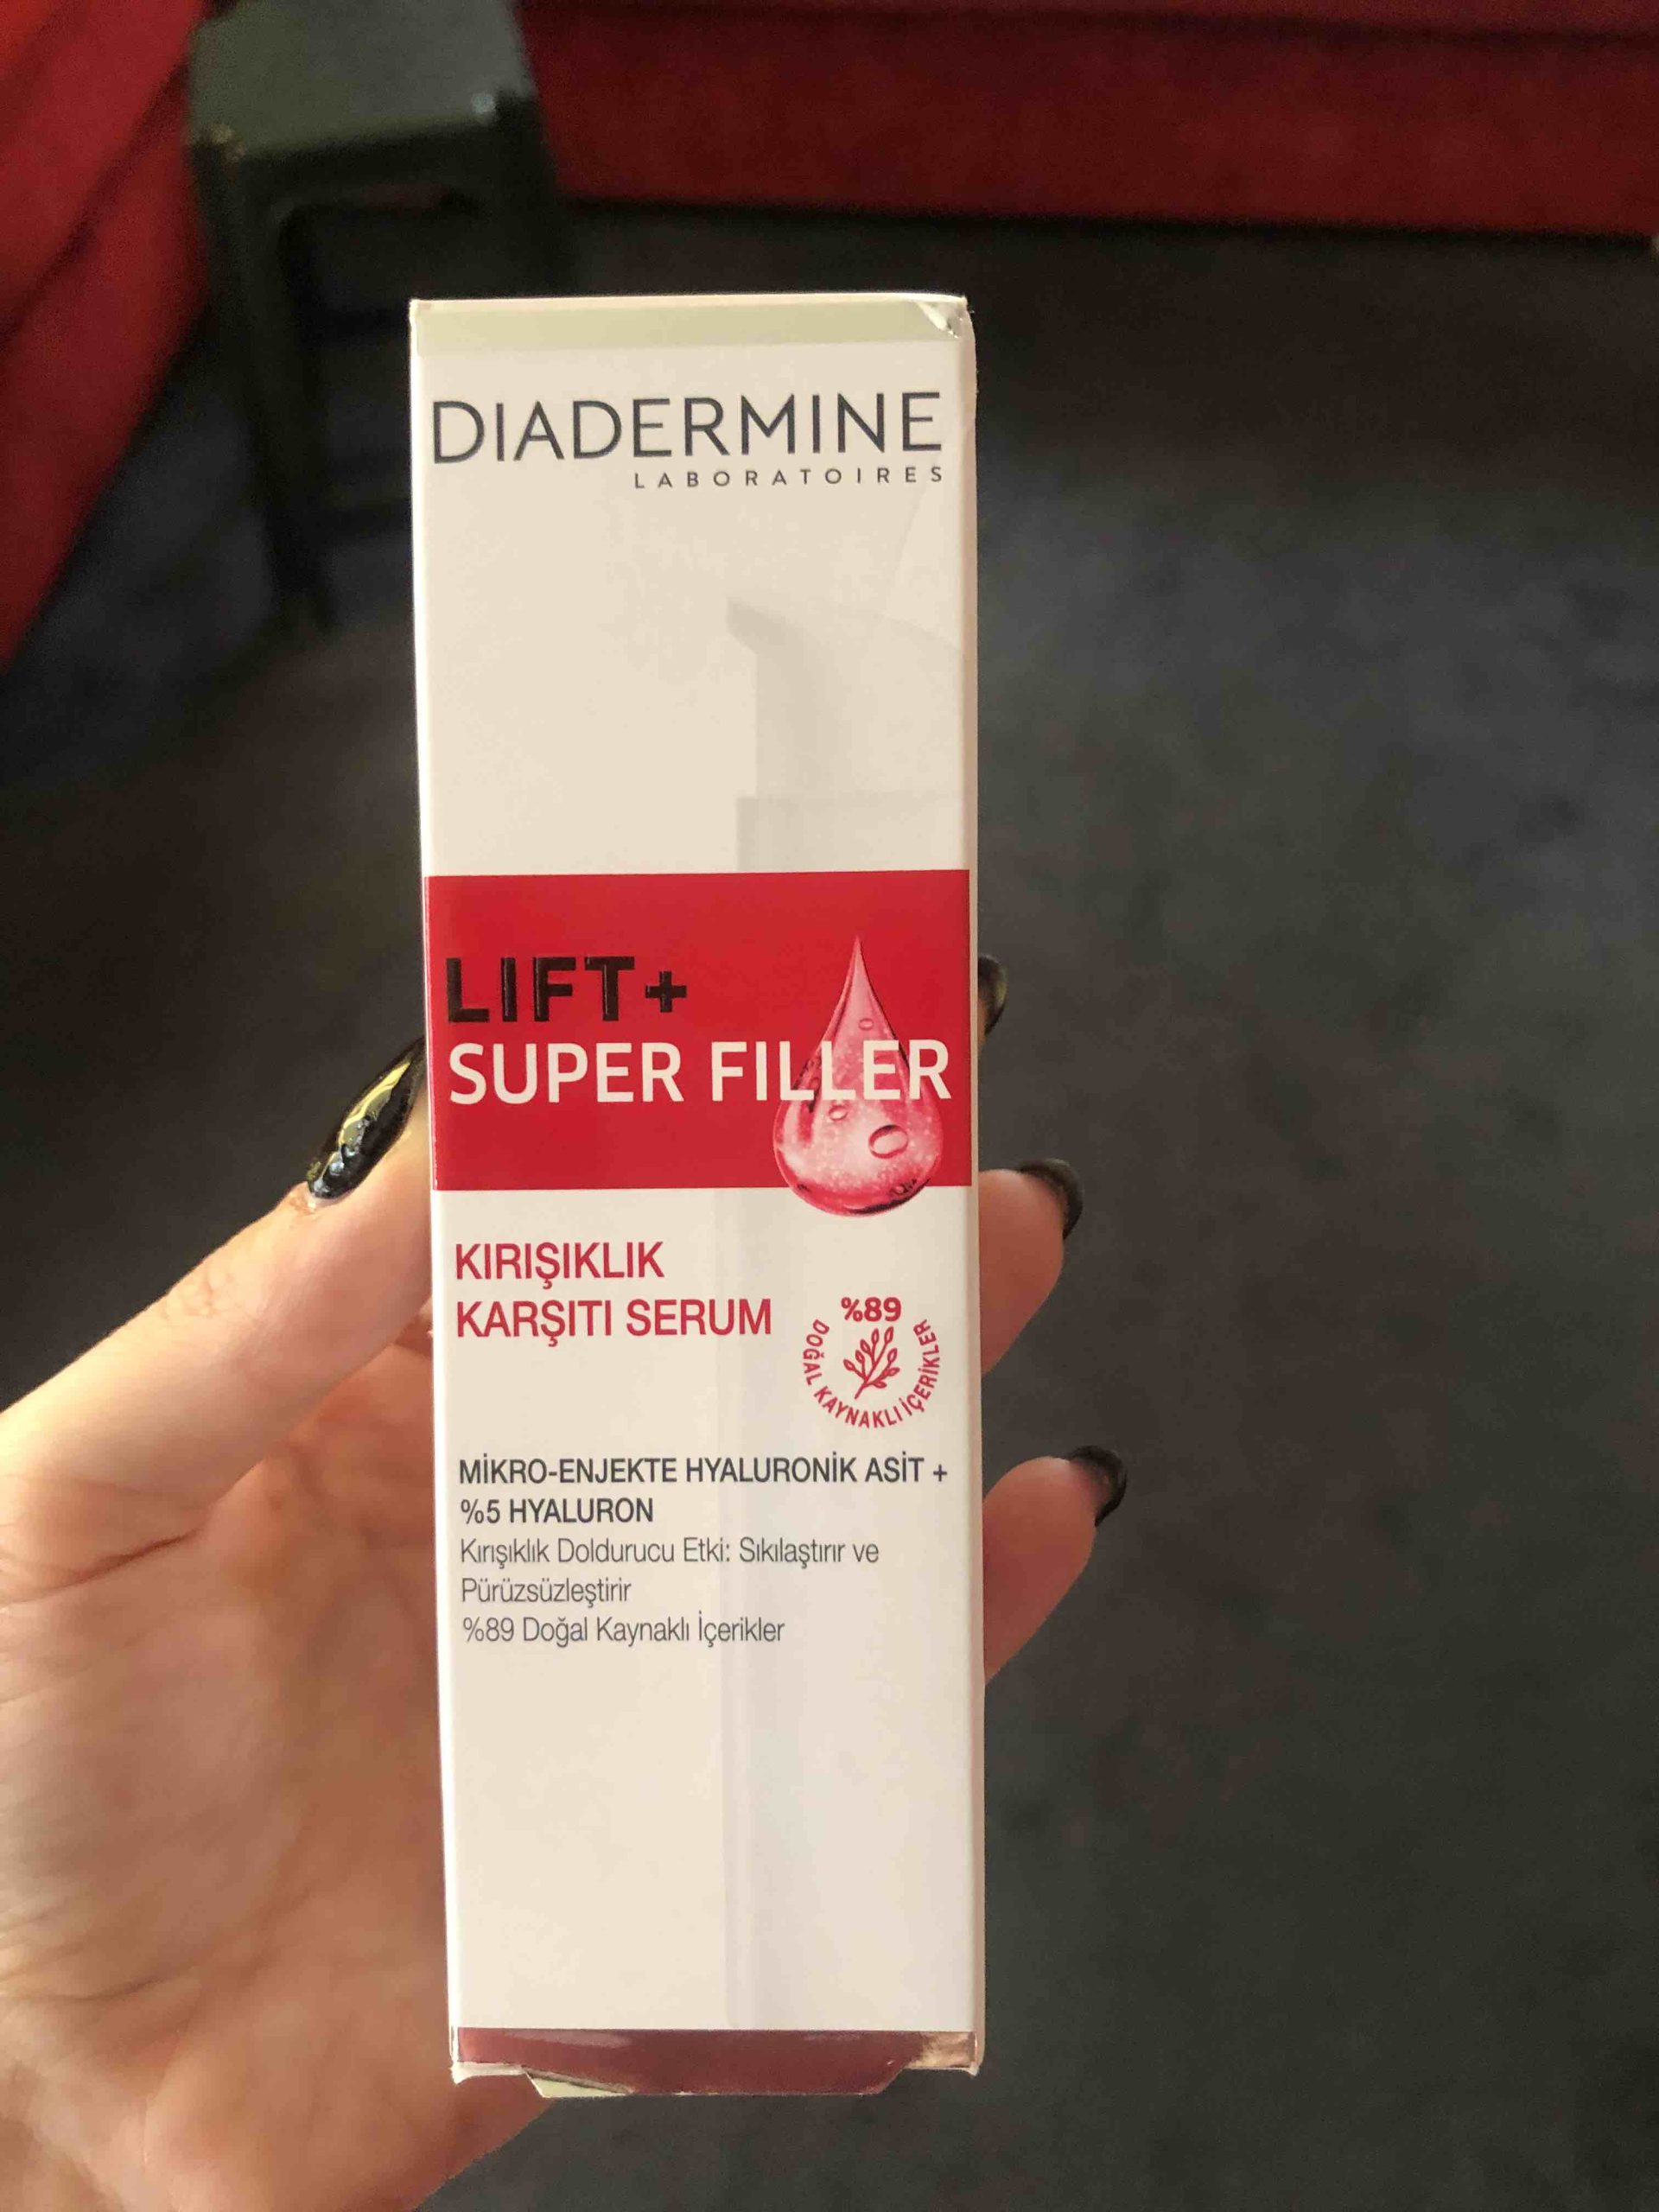 DIADERMINE
LABORATOIRES
LIFT+
SUPER FILLER
KIRIŞIKLIK
KARŞITI SERUM
%89
DOĞAL KAYNAKLI İÇERİKLER
MİKRO-ENJEKTE HYALURONİK ASİT +
%5 HYALURON
Kırışıklık Doldurucu Etki: Sıkılaştırır ve
Pürüzsüzleştirir
%89 Doğal Kaynaklı İçerikler